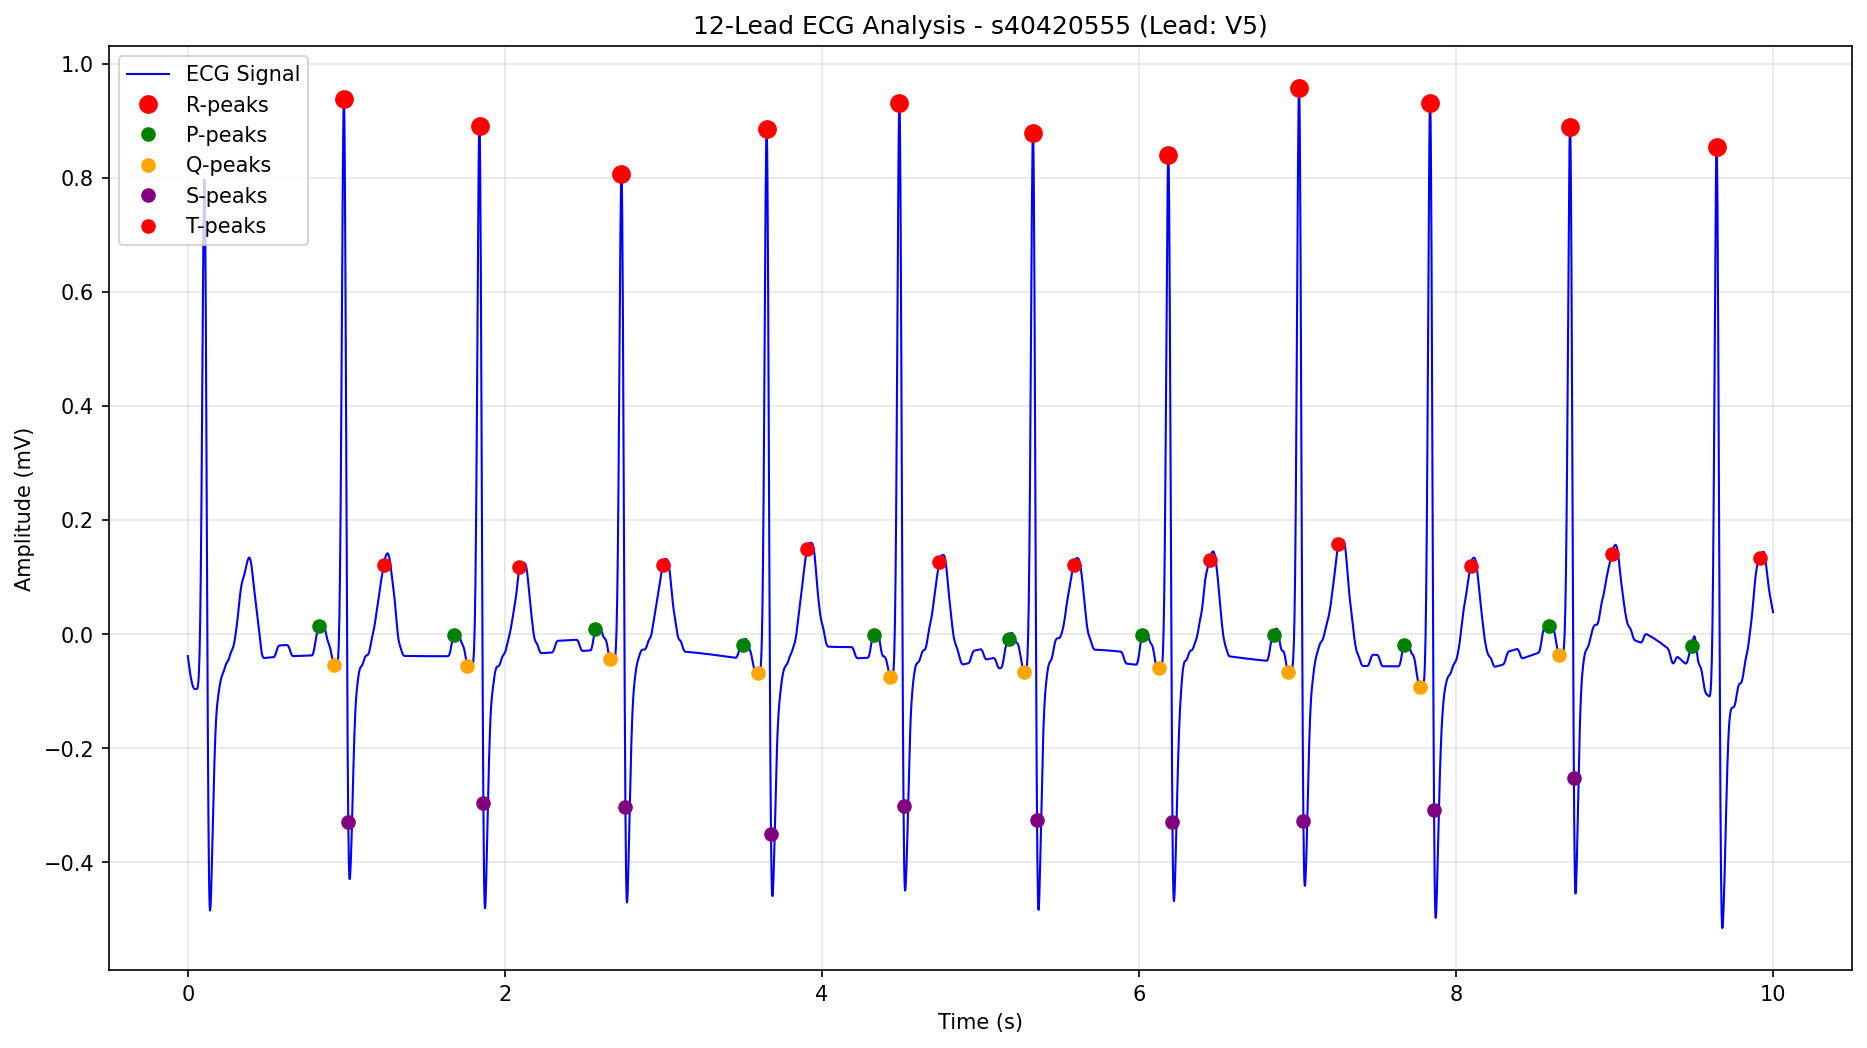 12-Lead ECG Analysis - s40420555 (Lead: V5)
ECG Signal
R-peaks
P-peaks
Q-peaks
S-peaks
T-peaks
Amplitude (mV)
1.0
0.8
0.6
0.4
0.2
0.0
−0.2
−0.4
0 2 4 6 8 10
Time (s)